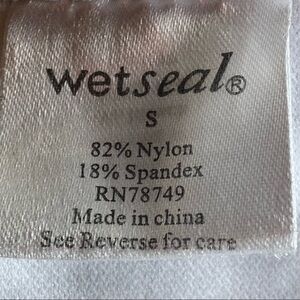 wetseal®
S
82% Nylon
18% Spandex
RN78749
Made in china
See Reverse for care